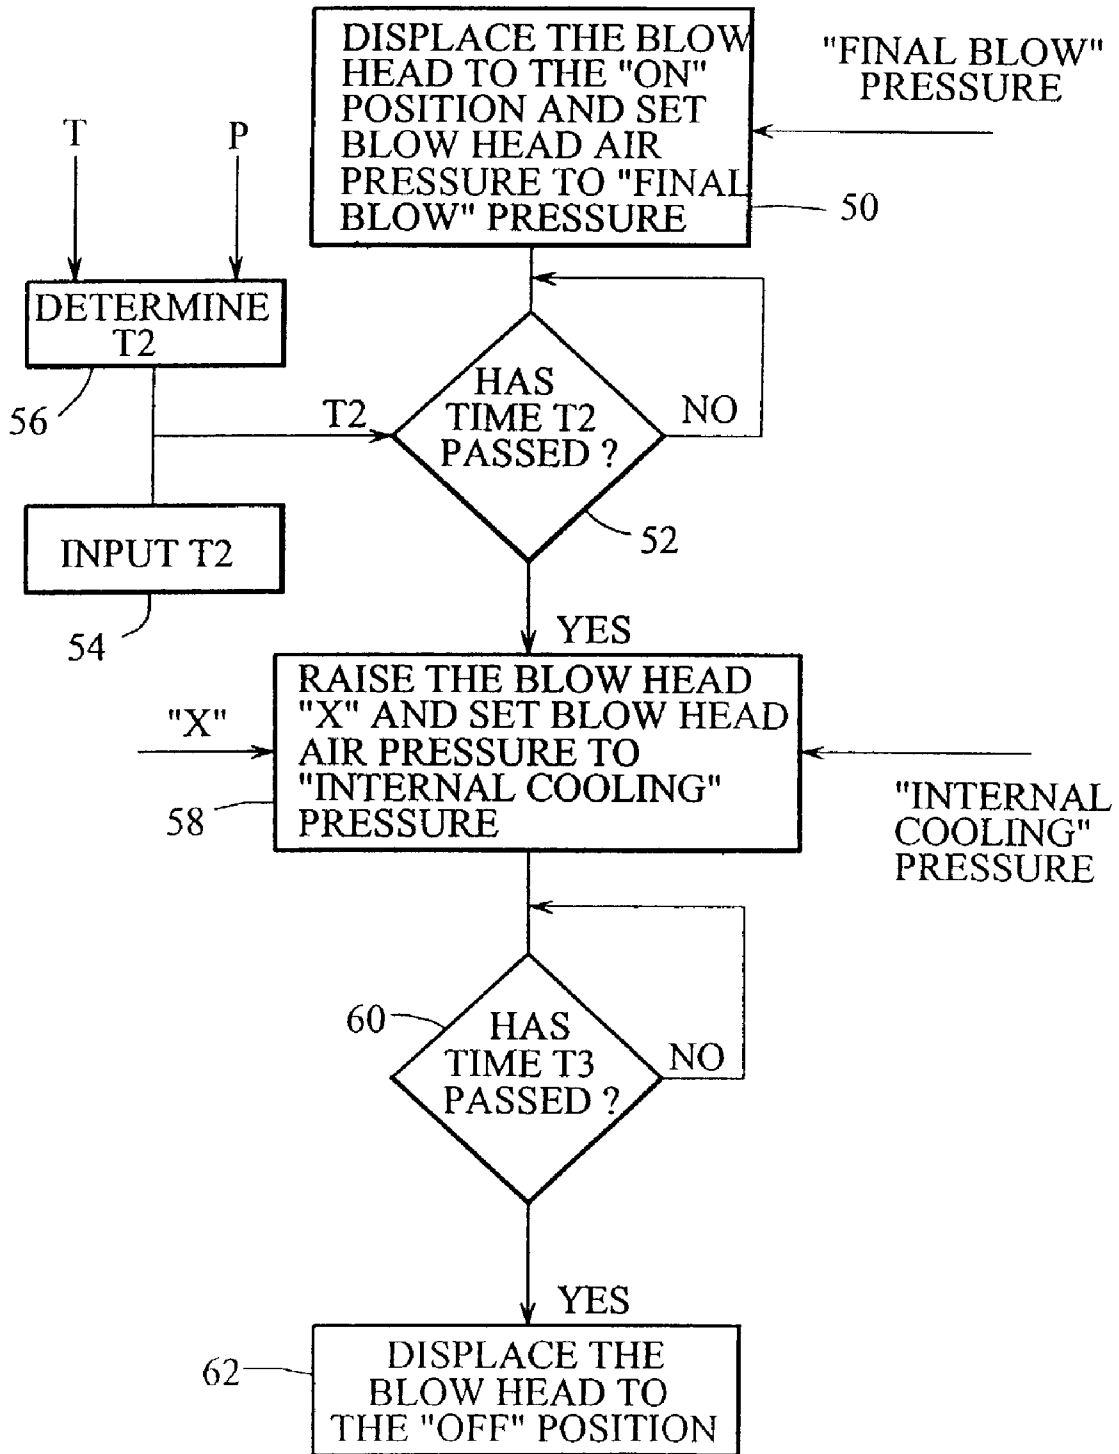 DISPLACE THE BLOW
HEAD TO THE "ON"
POSITION AND SET
BLOW HEAD AIR
PRESSURE TO "FINAL
BLOW" PRESSURE
"FINAL BLOW"
PRESSURE
50
T
P
DETERMINE
T2
56
T2
HAS
TIME T2
PASSED ?
NO
52
INPUT T2
54
YES
RAISE THE BLOW HEAD
"X" AND SET BLOW HEAD
AIR PRESSURE TO
"INTERNAL COOLING"
PRESSURE
"X"
58
"INTERNAL
COOLING"
PRESSURE
60
HAS
TIME T3
PASSED ?
NO
YES
62
DISPLACE THE
BLOW HEAD TO
THE "OFF" POSITION